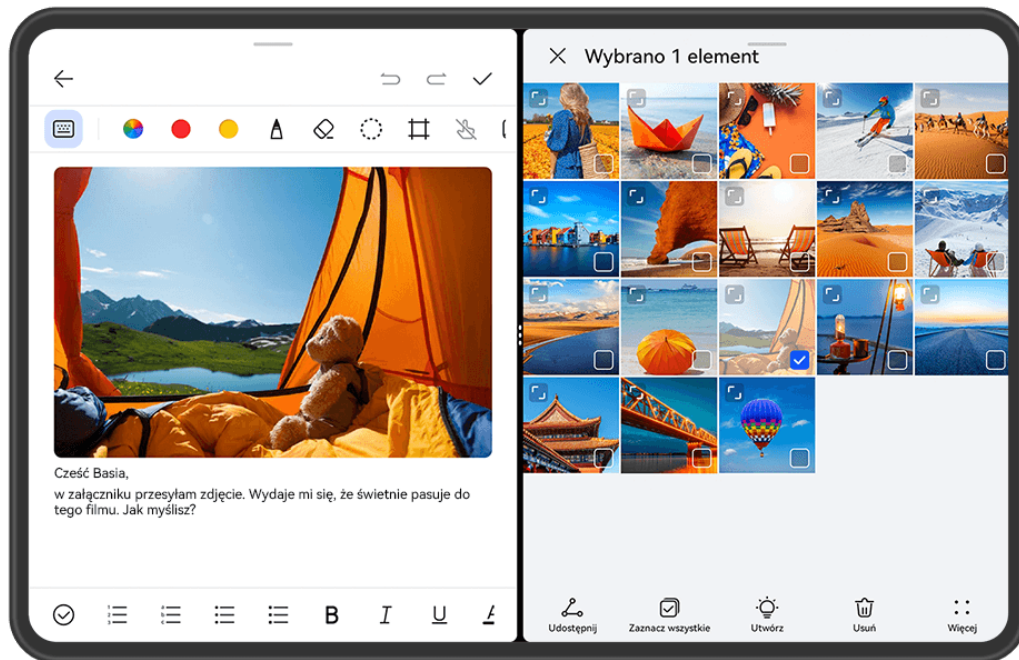 Wybrano 1 element
Cześć Basia,
w załączniku przesyłam zdjęcie. Wydaje mi się, że świetnie pasuje do
tego filmu. Jak myślisz?
B I U A
Udostępnij
Zaznacz wszystkie
Utwórz
Usuń
Więcej